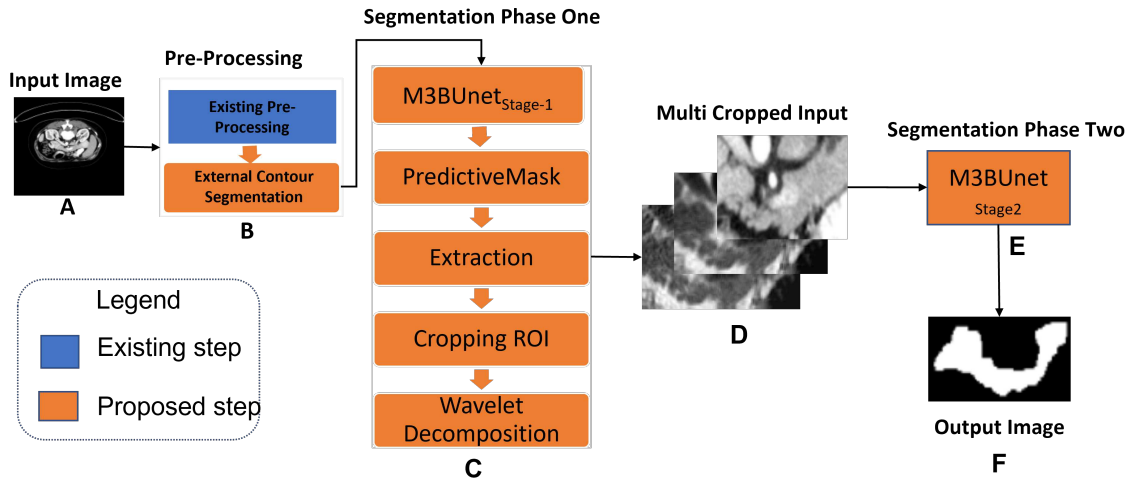 Input Image
A
Pre-Processing
Existing Pre-
Processing
External Contour
Segmentation
B
Segmentation Phase One
M3BUnetStage-1
PredictiveMask
Extraction
Cropping ROI
Wavelet
Decomposition
C
Multi Cropped Input
D
Segmentation Phase Two
M3BUnet
Stage2
E
Output Image
F
Legend
Existing step
Proposed step